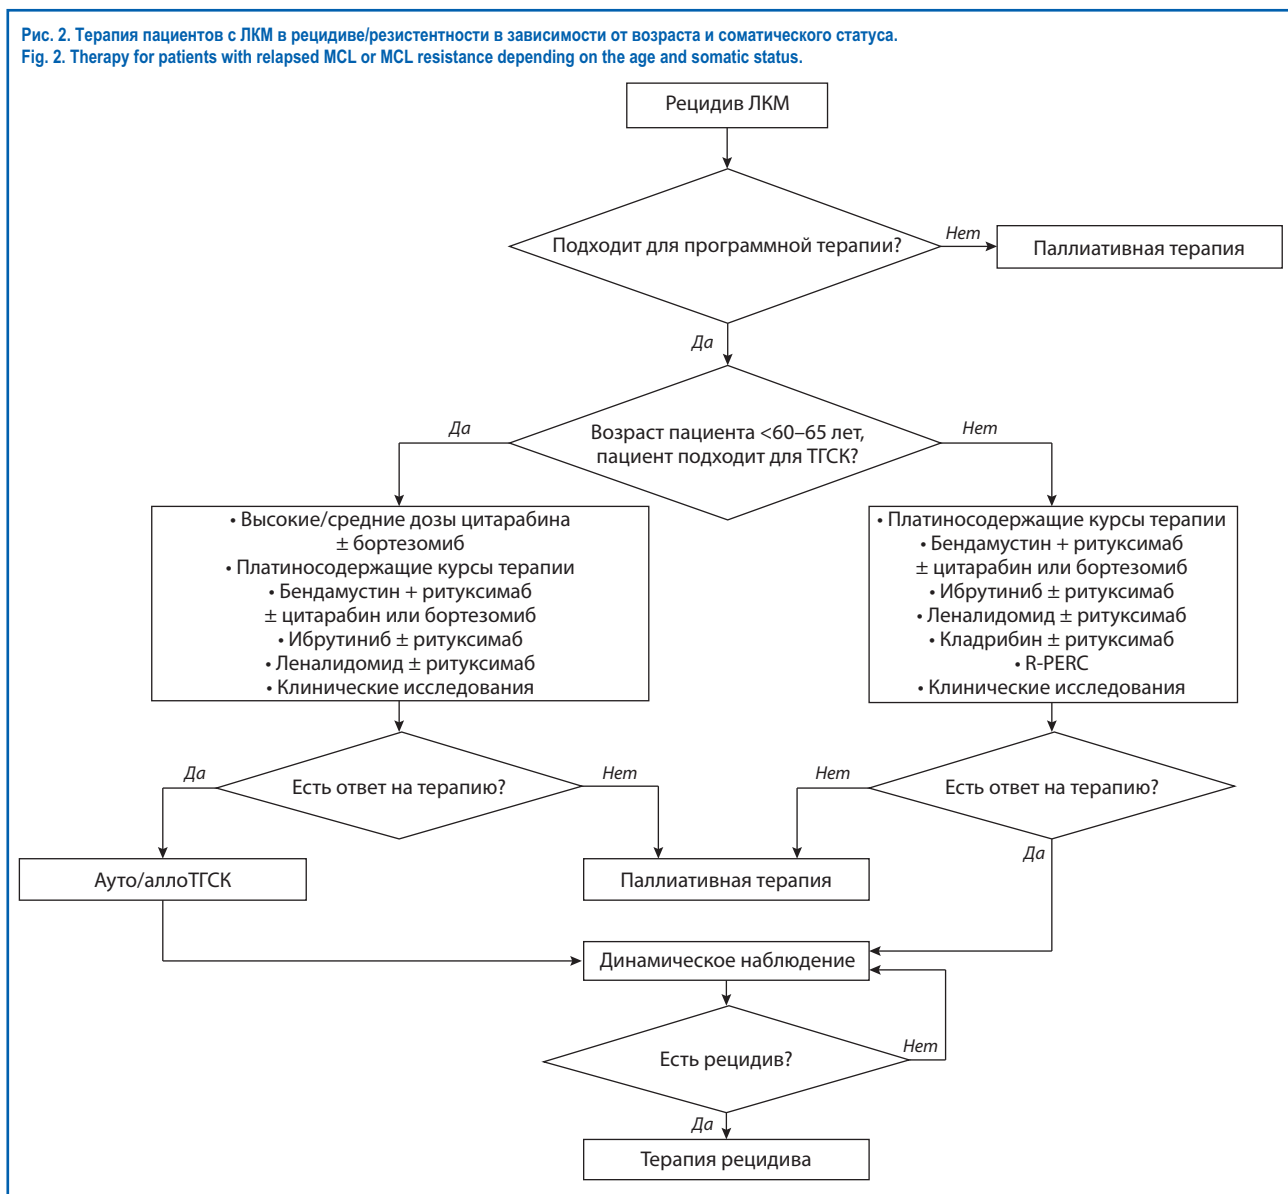 Рис. 2. Терапия пациентов с ЛКМ в рецидиве/резистентности в зависимости от возраста и соматического статуса.
Fig. 2. Therapy for patients with relapsed MCL or MCL resistance depending on the age and somatic status.
Рецидив ЛКМ
Подходит для программной терапии?
Нет
Паллиативная терапия
Да
Возраст пациента <60–65 лет,
пациент подходит для ТГСК?
Да
Нет
• Высокие/средние дозы цитарабина
± бортезомиб
• Платиносодержащие курсы терапии
• Бендамустин + ритуксимаб
± цитарабин или бортезомиб
• Ибрутиниб ± ритуксимаб
• Леналидомид ± ритуксимаб
• Клинические исследования
• Платиносодержащие курсы терапии
• Бендамустин + ритуксимаб
± цитарабин или бортезомиб
• Ибрутиниб ± ритуксимаб
• Леналидомид ± ритуксимаб
• Кладрибин ± ритуксимаб
• R-PERC
• Клинические исследования
Да
Есть ответ на терапию?
Нет
Нет
Есть ответ на терапию?
Да
Ауто/аллоТГСК
Паллиативная терапия
Динамическое наблюдение
Есть рецидив?
Нет
Да
Терапия рецидива